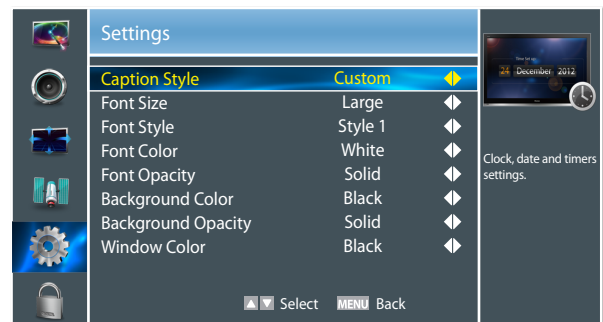 Settings
Caption Style Custom
Font Size Large
Font Style Style 1
Font Color White
Font Opacity Solid
Background Color Black
Background Opacity Solid
Window Color Black
Select MENU Back
24 December 2012
Clock, date and timers
settings.